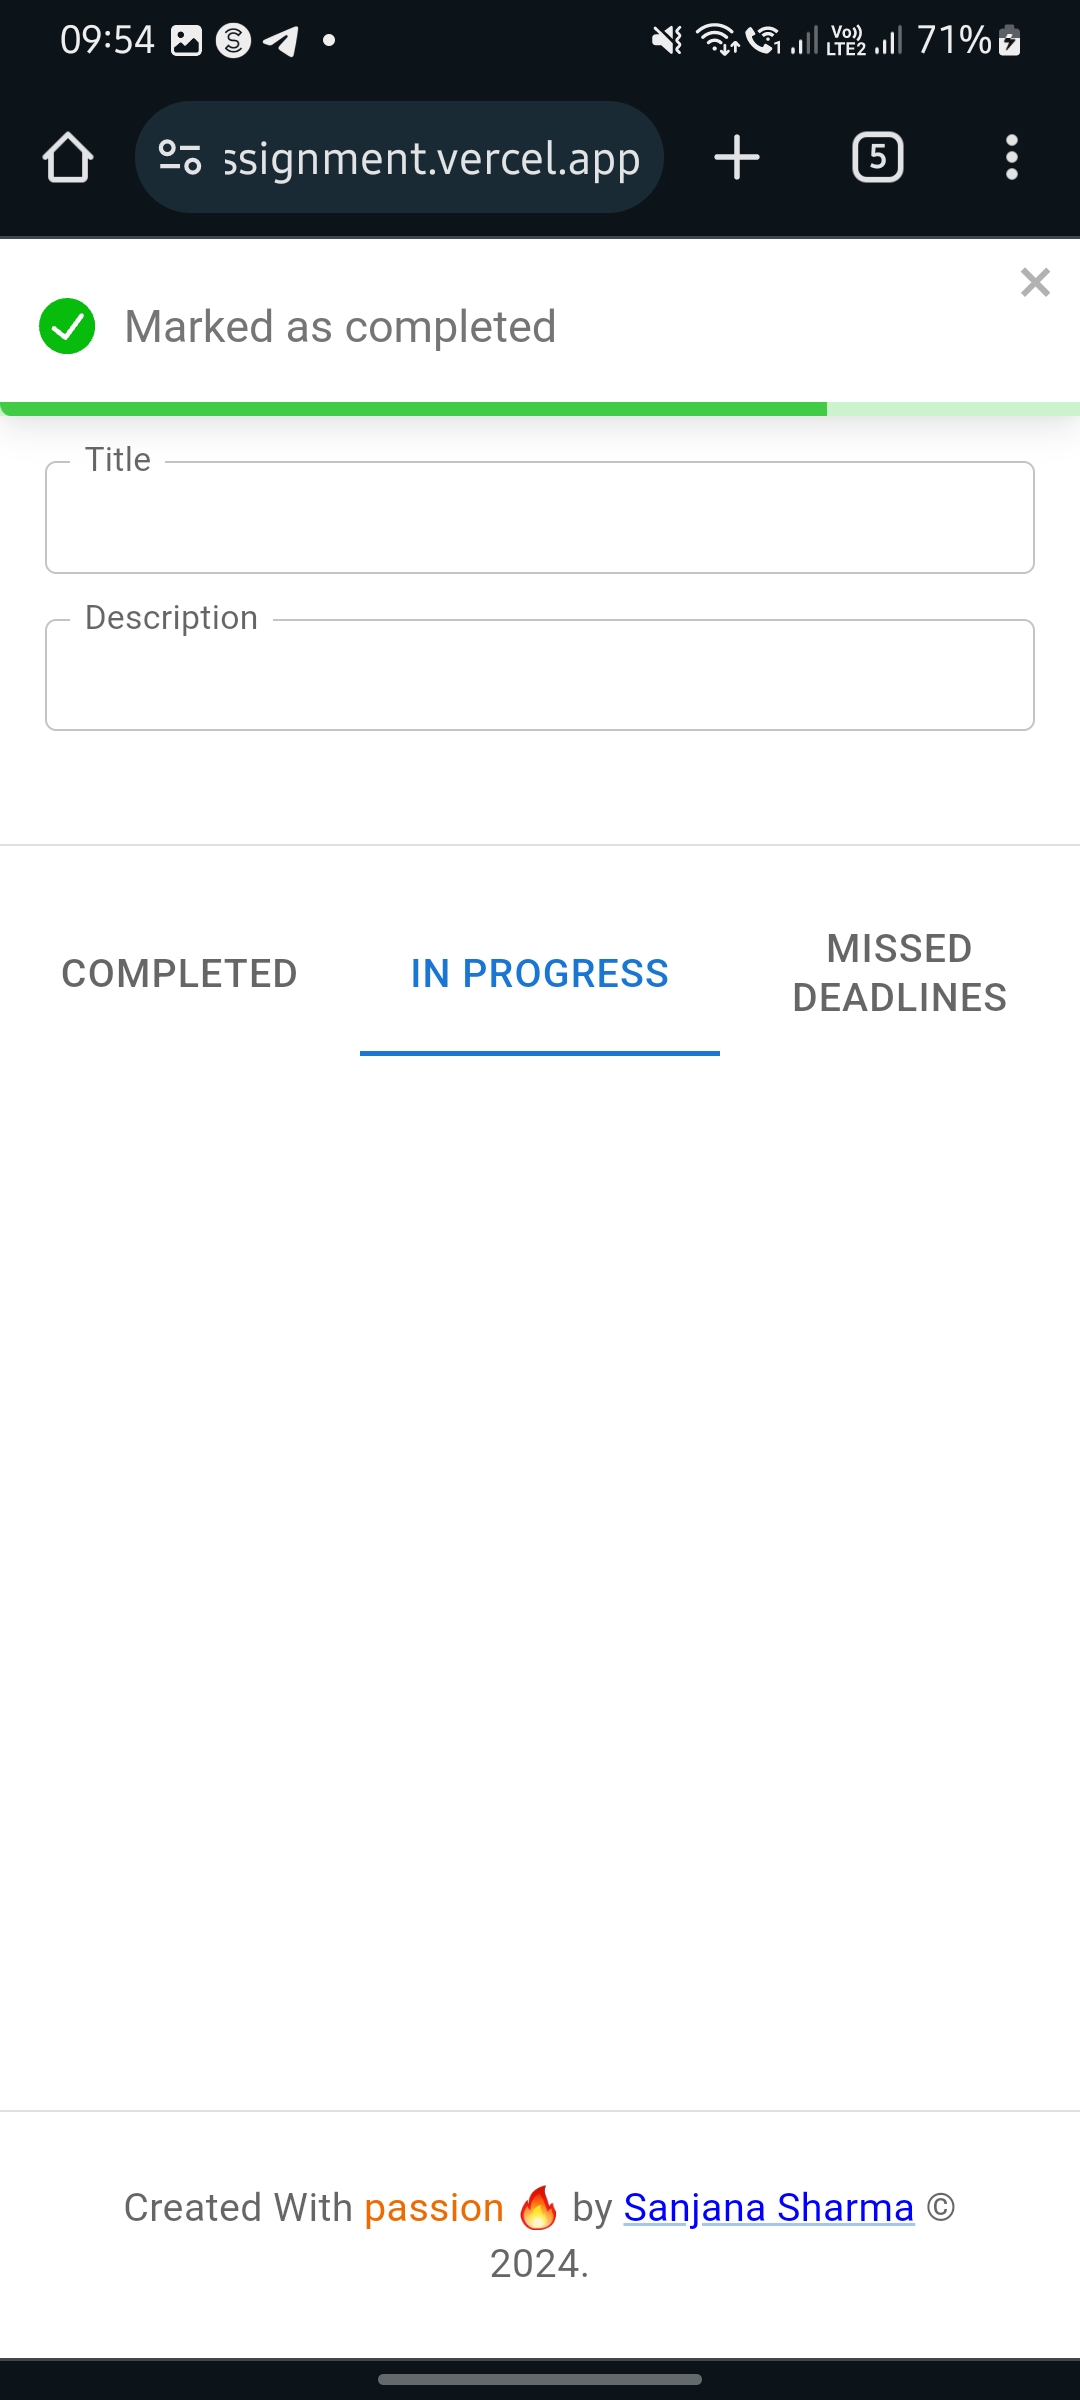 09:54
Vo)) LTE2 71%
ssignment.vercel.app
5
Marked as completed
Title
Description
COMPLETED
IN PROGRESS
MISSED
DEADLINES
Created With passion 🔥 by Sanjana Sharma ©
2024.